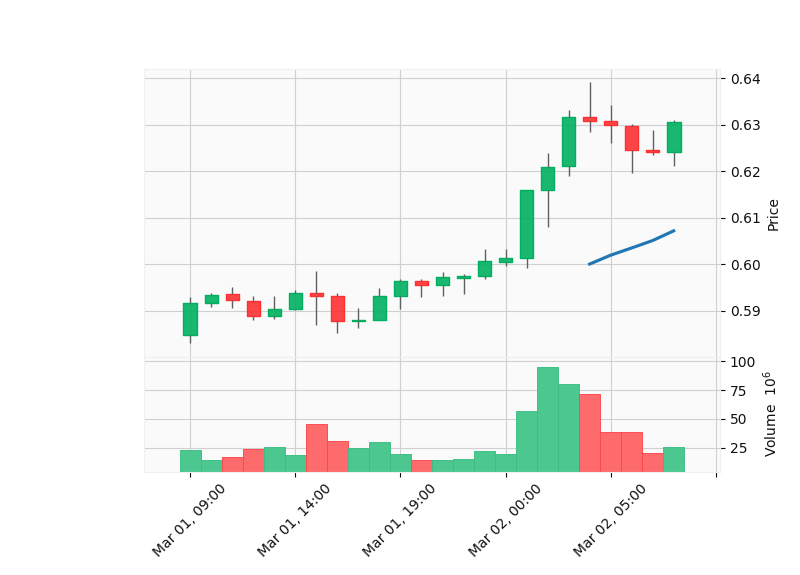 0.64
0.63
0.62
0.61
0.60
0.59
Price
100
75
50
25
Volume 10⁶
Mar 01, 09:00
Mar 01, 14:00
Mar 01, 19:00
Mar 02, 00:00
Mar 02, 05:00